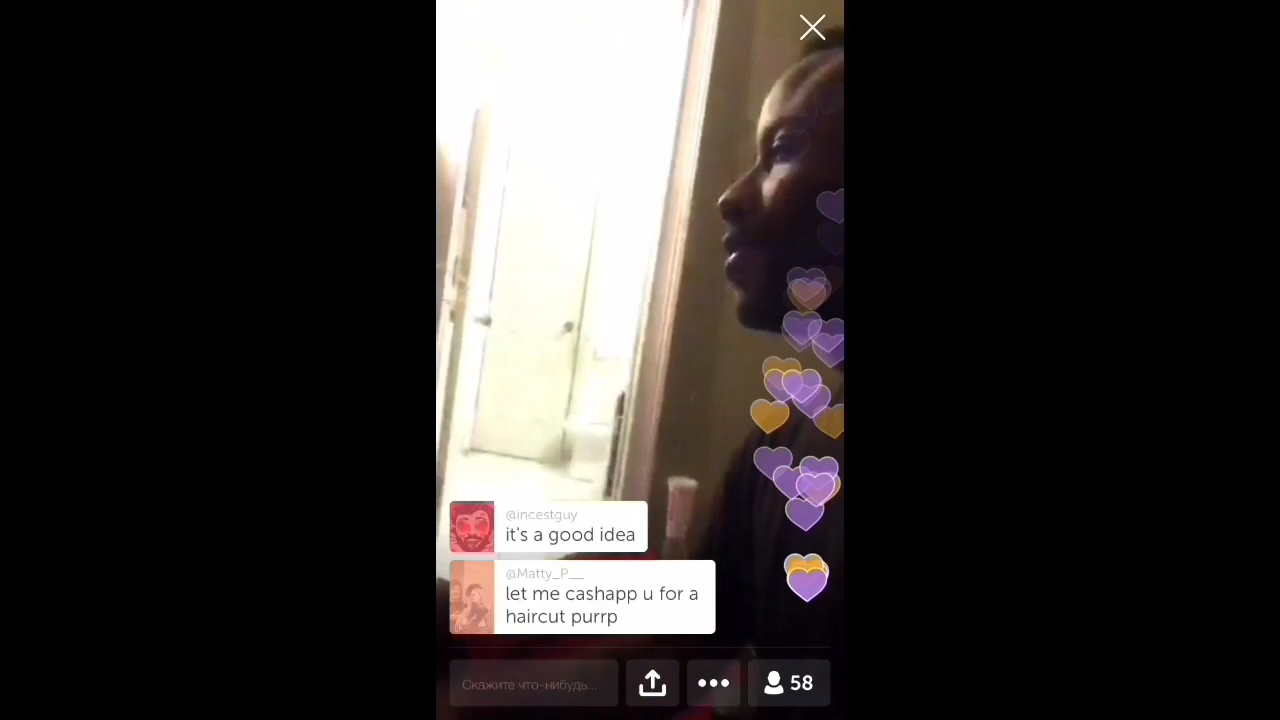 @incestguy
it's a good idea
@Matty_P__
let me cashapp u for a
haircut purrp
Скажите что-нибудь...
58